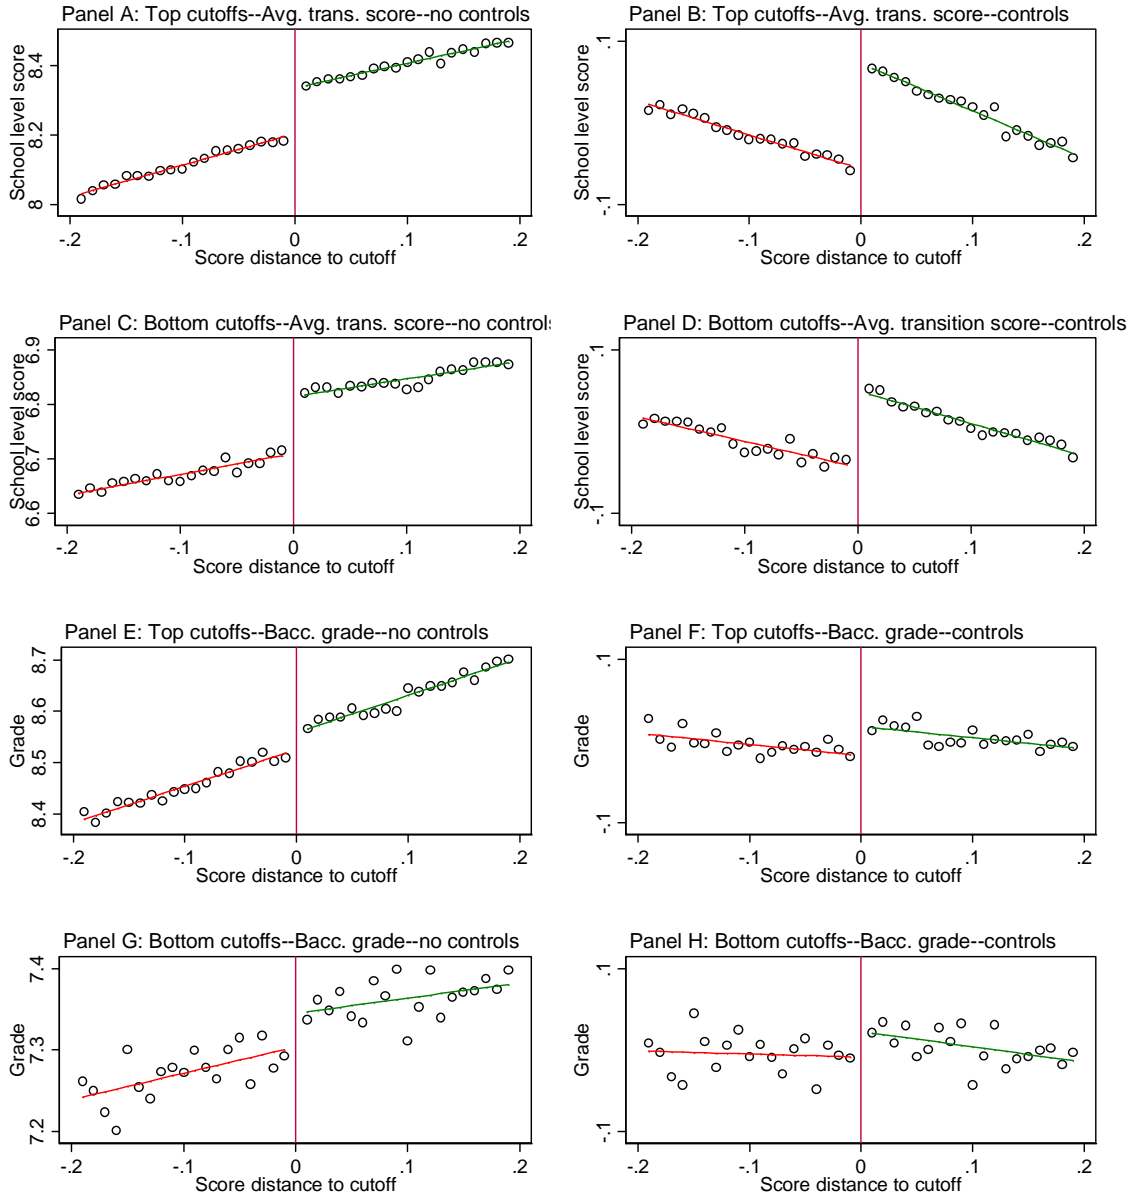 Panel A: Top cutoffs--Avg. trans. score--no controls
School level score
8.4
8.2
8
-.2 -.1 0 .1 .2
Score distance to cutoff
Panel B: Top cutoffs--Avg. trans. score--controls
School level score
.1
-.1
-.2 -.1 0 .1 .2
Score distance to cutoff
Panel C: Bottom cutoffs--Avg. trans. score--no controls
School level score
6.9
6.8
6.7
6.6
-.2 -.1 0 .1 .2
Score distance to cutoff
Panel D: Bottom cutoffs--Avg. transition score--controls
School level score
.1
-.1
-.2 -.1 0 .1 .2
Score distance to cutoff
Panel E: Top cutoffs--Bacc. grade--no controls
Grade
8.7
8.6
8.5
8.4
-.2 -.1 0 .1 .2
Score distance to cutoff
Panel F: Top cutoffs--Bacc. grade--controls
Grade
.1
-.1
-.2 -.1 0 .1 .2
Score distance to cutoff
Panel G: Bottom cutoffs--Bacc. grade--no controls
Grade
7.4
7.3
7.2
-.2 -.1 0 .1 .2
Score distance to cutoff
Panel H: Bottom cutoffs--Bacc. grade--controls
Grade
.1
-.1
-.2 -.1 0 .1 .2
Score distance to cutoff